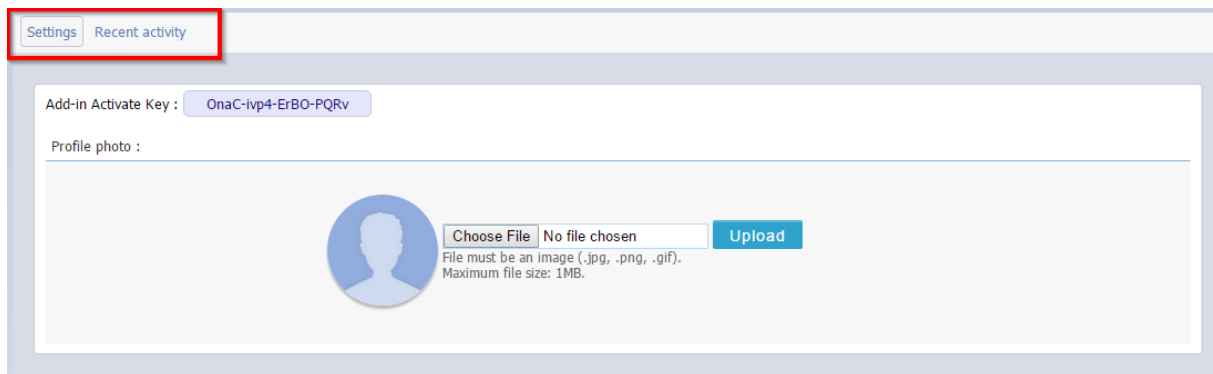 Settings Recent activity
Add-in Activate Key : OnaC-ivp4-ErBO-PQRv
Profile photo :
Choose File No file chosen Upload
File must be an image (.jpg, .png, .gif).
Maximum file size: 1MB.